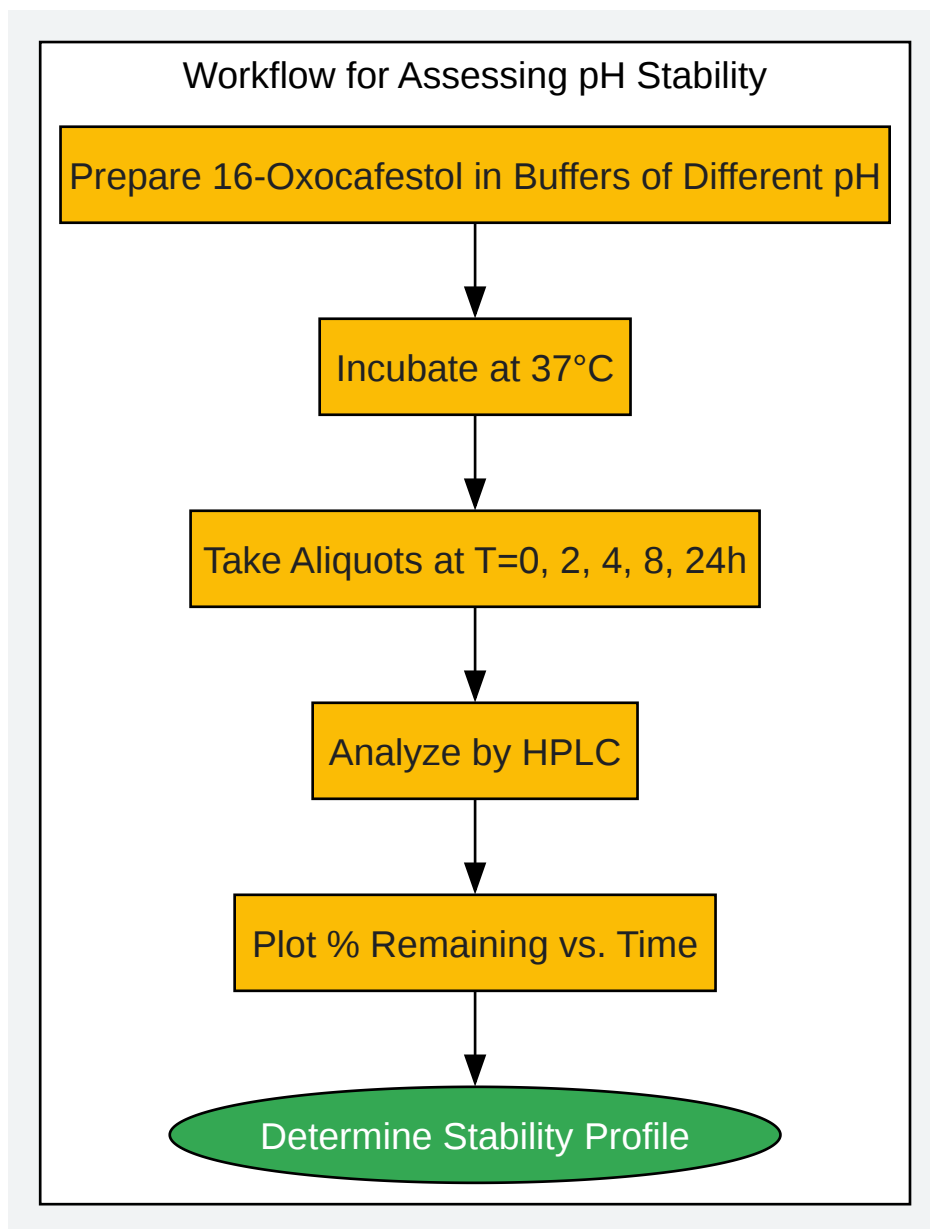 Workflow for Assessing pH Stability
Prepare 16-Oxocafestol in Buffers of Different pH
Incubate at 37°C
Take Aliquots at T=0, 2, 4, 8, 24h
Analyze by HPLC
Plot % Remaining vs. Time
Determine Stability Profile